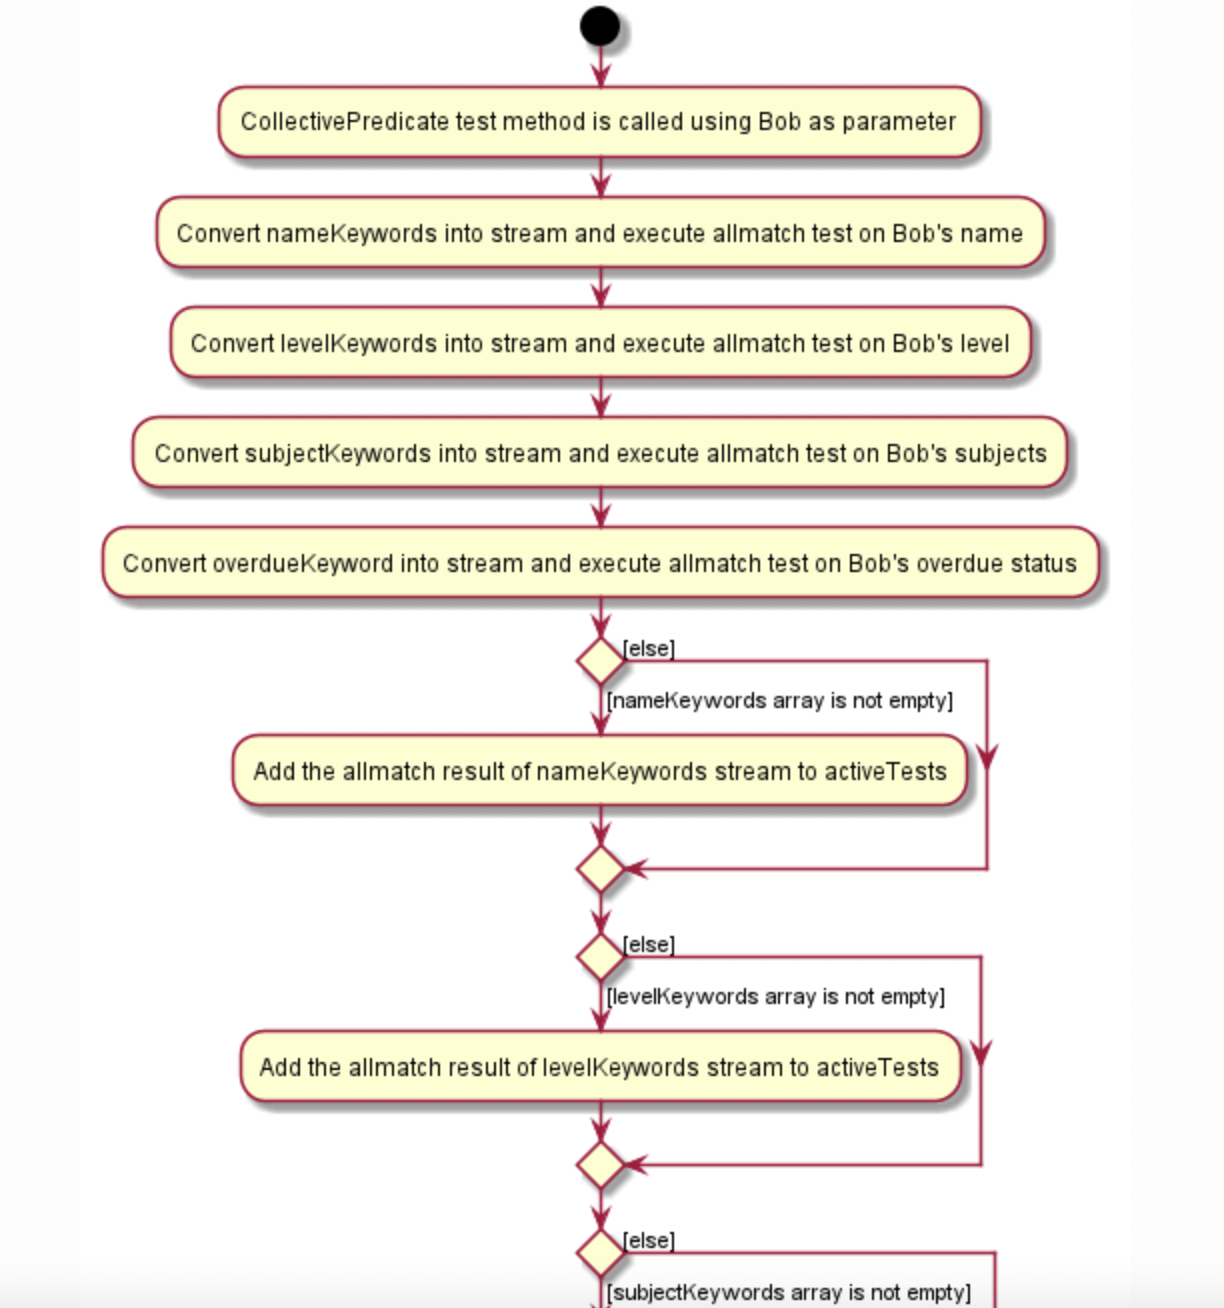 CollectivePredicate test method is called using Bob as parameter
Convert nameKeywords into stream and execute allmatch test on Bob's name
Convert levelKeywords into stream and execute allmatch test on Bob's level
Convert subjectKeywords into stream and execute allmatch test on Bob's subjects
Convert overdueKeyword into stream and execute allmatch test on Bob's overdue status
[else]
[nameKeywords array is not empty]
Add the allmatch result of nameKeywords stream to activeTests
[else]
[levelKeywords array is not empty]
Add the allmatch result of levelKeywords stream to activeTests
[else]
[subjectKeywords array is not empty]